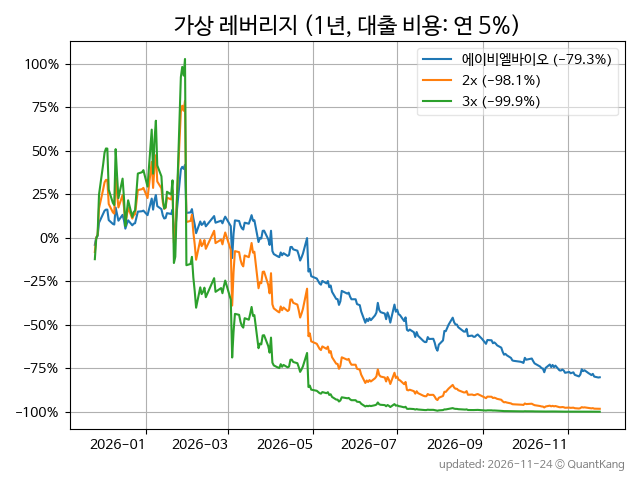 가상 레버리지 (1년, 대출 비용: 연 5%)
에이비엘바이오 (−79.3%)
2x (−98.1%)
3x (−99.9%)
100%
75%
50%
25%
0%
−25%
−50%
−75%
−100%
2026-01 2026-03 2026-05 2026-07 2026-09 2026-11
updated: 2026-11-24 © QuantKang